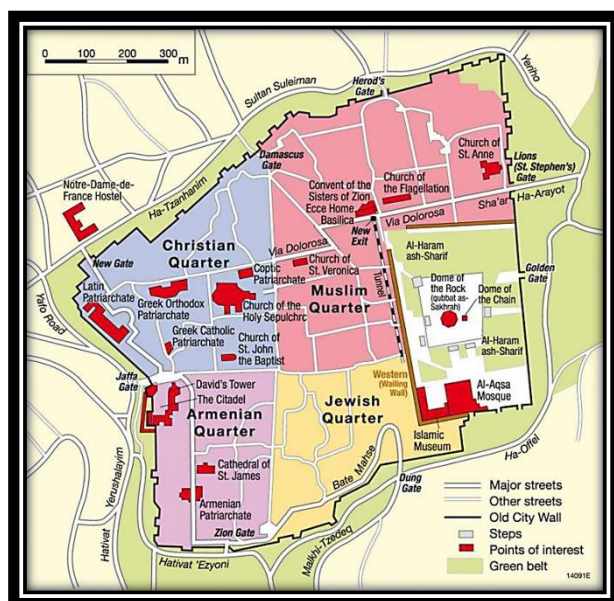 0 100 200 300
m
Sultan Suleiman
Herod's
Gate
Yeriho
Damascus
Gate
Church of
St. Anne
Lions
(St. Stephen's)
Gate
Notre-Dame-de-
France Hostel
Ha-Tzanhanim
Convent of the
Sisters of Zion
Ecce Home
Basilica
Church of
the Flagellation
Sha'ar
Ha-Arayot
Via Dolorosa
New
Exit
New Gate
Christian
Quarter
Via Dolorosa
Coptic
Patriarchate
Church of
St. Veronica
Tunnel
Al-Haram
ash-Sharif
Golden
Gate
Yafo Road
Latin
Patriarchate
Greek Orthodox
Patriarchate
Church of the
Holy Sepulchrc
Muslim
Quarter
Dome of
the Rock
(qubbat as-
Sakhrah)
Dome of
the Chain
Greek Catholic
Patriarchate
Church of
St. John
the Baptist
Al-Haram
ash-Sharif
Jaffa
Gate
David's Tower
The Citadel
Armenian
Quarter
Jewish
Quarter
Western
(Wailing
Wall)
Al-Aqsa
Mosque
Islamic
Museum
Ha-Offel
Cathedral of
St. James
Armenian
Patriarchate
Bate Mahse
Dung
Gate
Hativat Yerushalayim
Zion Gate
Hativat 'Ezyoni
Malkhi-Tzedeq
Major streets
Other streets
Old City Wall
Steps
Points of interest
Green belt
14091E